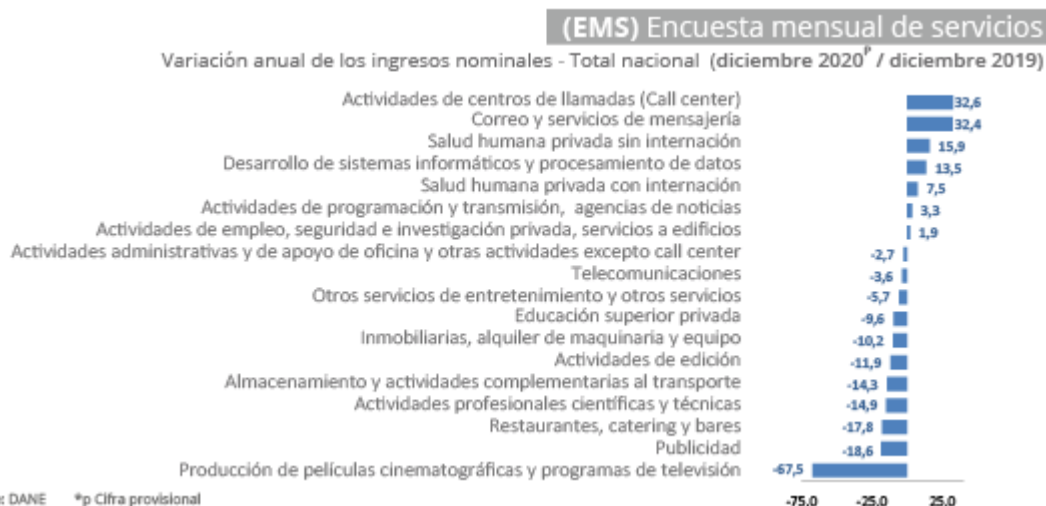 (EMS) Encuesta mensual de servicios
Variación anual de los ingresos nominales - Total nacional (diciembre 2020ᵖ / diciembre 2019)
Actividades de centros de llamadas (Call center) 32,6
Correo y servicios de mensajería 32,4
Salud humana privada sin internación 15,9
Desarrollo de sistemas informáticos y procesamiento de datos 13,5
Salud humana privada con internación 7,5
Actividades de programación y transmisión, agencias de noticias 3,3
Actividades de empleo, seguridad e investigación privada, servicios a edificios 1,9
Actividades administrativas y de apoyo de oficina y otras actividades excepto call center -2,7
Telecomunicaciones -3,6
Otros servicios de entretenimiento y otros servicios -5,7
Educación superior privada -9,6
Inmobiliarias, alquiler de maquinaria y equipo -10,2
Actividades de edición -11,9
Almacenamiento y actividades complementarias al transporte -14,3
Actividades profesionales científicas y técnicas -14,9
Restaurantes, catering y bares -17,8
Publicidad -18,6
Producción de películas cinematográficas y programas de televisión -67,5
-75,0 -25,0 25,0
: DANE *p Cifra provisional